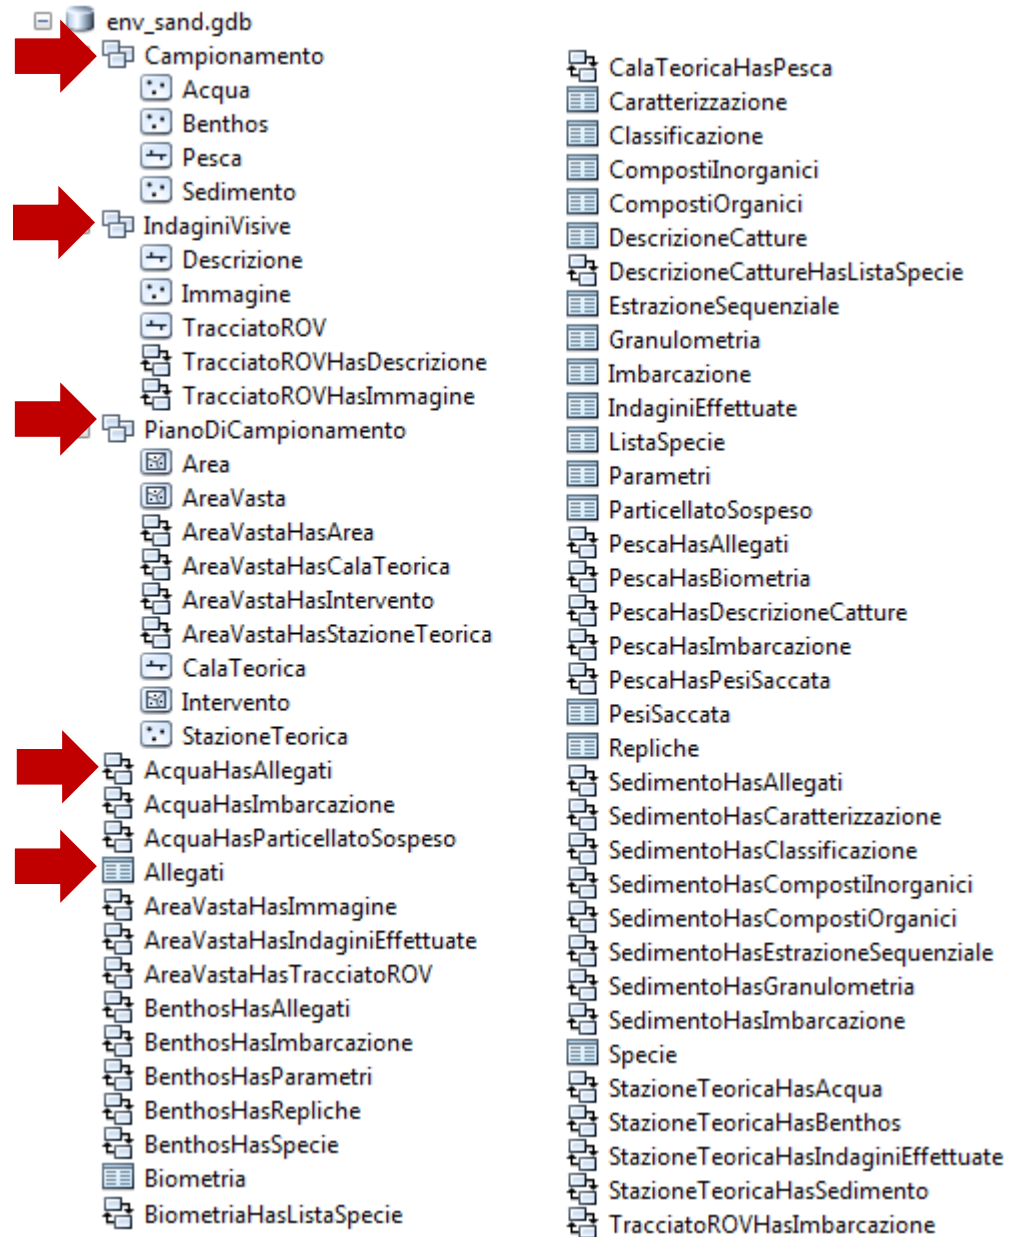 env_sand.gdb
Campionamento
Acqua
Benthos
Pesca
Sedimento
IndaginiVisive
Descrizione
Immagine
TracciatoROV
TracciatoROVHasDescrizione
TracciatoROVHasImmagine
PianoDiCampionamento
Area
AreaVasta
AreaVastaHasArea
AreaVastaHasCalaTeorica
AreaVastaHasIntervento
AreaVastaHasStazioneTeorica
CalaTeorica
Intervento
StazioneTeorica
AcquaHasAllegati
AcquaHasImbarcazione
AcquaHasParticellatoSospeso
Allegati
AreaVastaHasImmagine
AreaVastaHasIndaginiEffettuate
AreaVastaHasTracciatoROV
BenthosHasAllegati
BenthosHasImbarcazione
BenthosHasParametri
BenthosHasRepliche
BenthosHasSpecie
Biometria
BiometriaHasListaSpecie
CalaTeoricaHasPesca
Caratterizzazione
Classificazione
CompostiInorganici
CompostiOrganici
DescrizioneCatture
DescrizioneCattureHasListaSpecie
EstrazioneSequenziale
Granulometria
Imbarcazione
IndaginiEffettuate
ListaSpecie
Parametri
ParticellatoSospeso
PescaHasAllegati
PescaHasBiometria
PescaHasDescrizioneCatture
PescaHasImbarcazione
PescaHasPesiSaccata
PesiSaccata
Repliche
SedimentoHasAllegati
SedimentoHasCaratterizzazione
SedimentoHasClassificazione
SedimentoHasCompostiInorganici
SedimentoHasCompostiOrganici
SedimentoHasEstrazioneSequenziale
SedimentoHasGranulometria
SedimentoHasImbarcazione
Specie
StazioneTeoricaHasAcqua
StazioneTeoricaHasBenthos
StazioneTeoricaHasIndaginiEffettuate
StazioneTeoricaHasSedimento
TracciatoROVHasImbarcazione